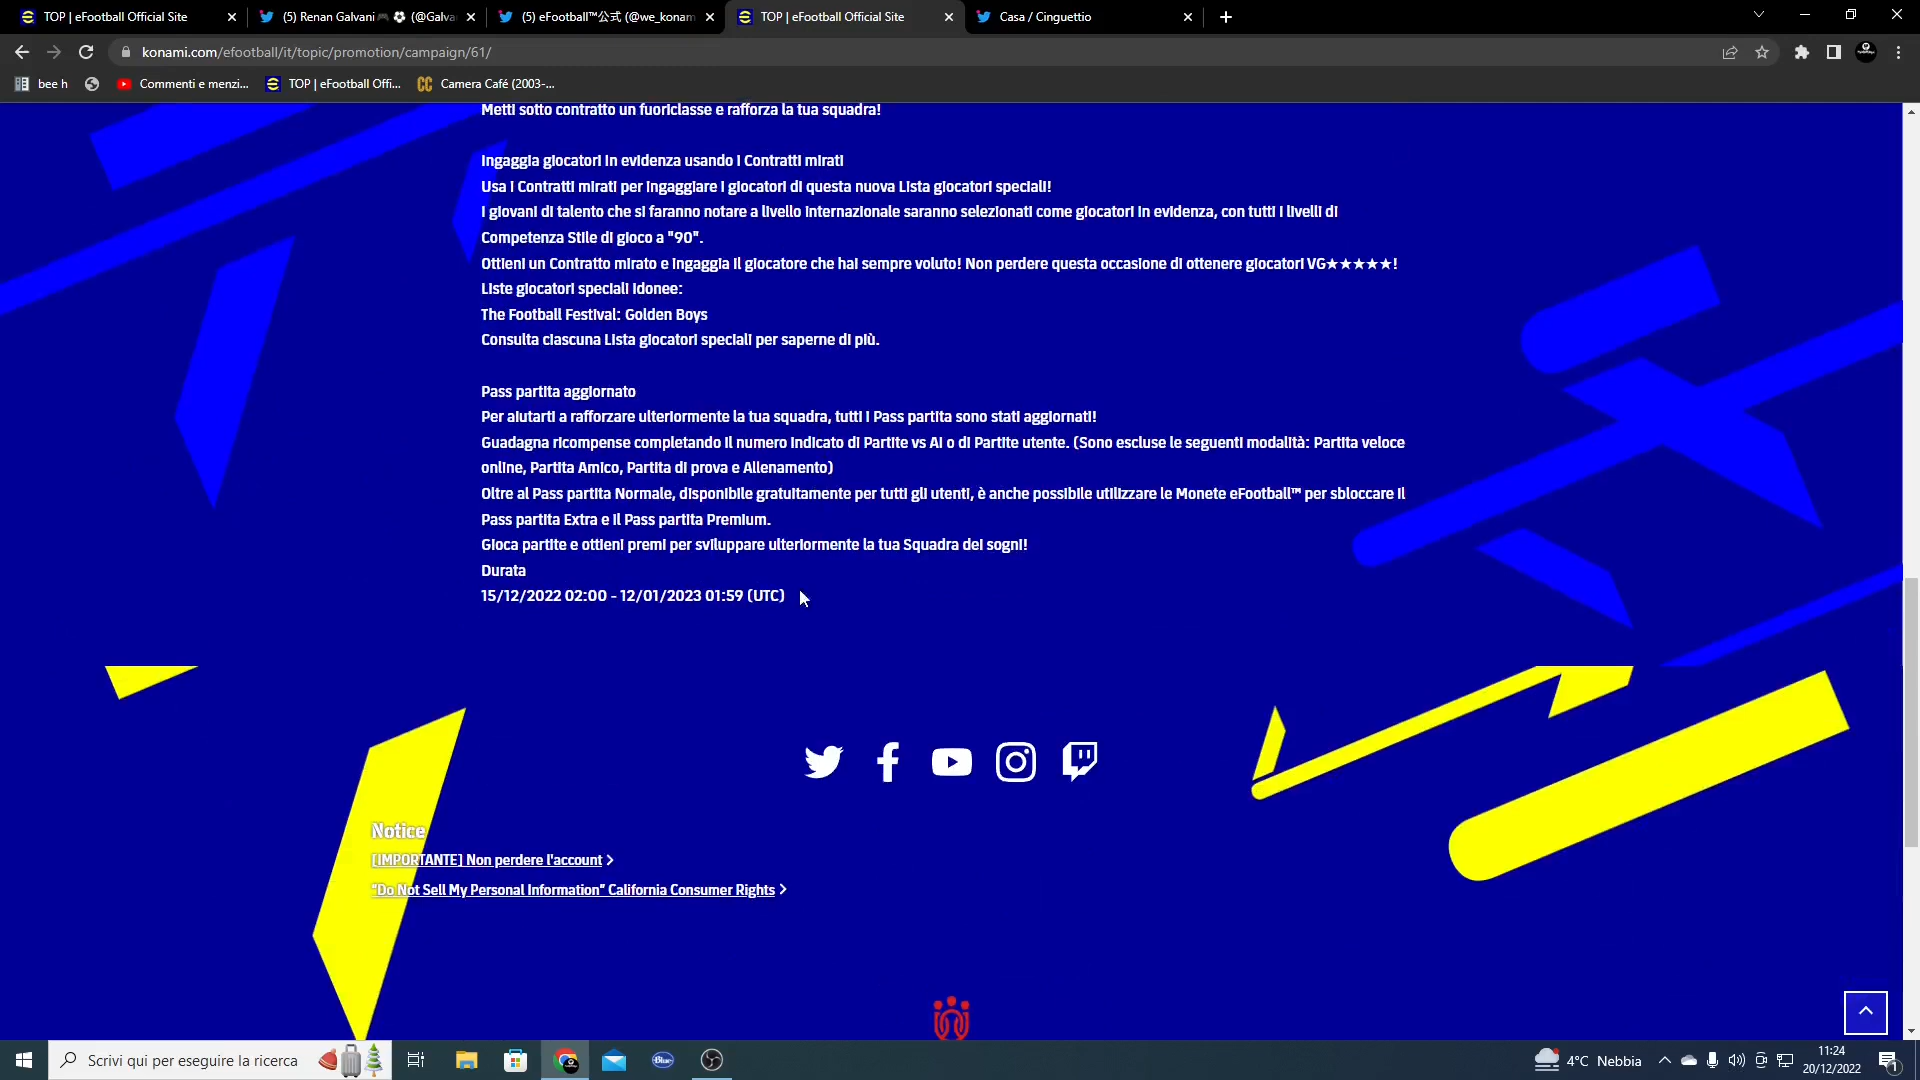 TOP | eFootball Official Site
(5) Renan Galvani🎮⚽ (@Galva
(5) eFootball™公式 (@we_konam
TOP | eFootball Official Site
Casa / Cinguettio
konami.com/efootball/it/topic/promotion/campaign/61/
bee h
Commenti e menzi...
TOP | eFootball Offi...
CC
Camera Café (2003-...
Metti sotto contratto un fuoriclasse e rafforza la tua squadra!
Ingaggia giocatori in evidenza usando i Contratti mirati
Usa i Contratti mirati per ingaggiare i giocatori di questa nuova Lista giocatori speciali!
I giovani di talento che si faranno notare a livello internazionale saranno selezionati come giocatori in evidenza, con tutti i livelli di
Competenza Stile di gioco a "90".
Ottieni un Contratto mirato e ingaggia il giocatore che hai sempre voluto! Non perdere questa occasione di ottenere giocatori VG★★★★★!
Liste giocatori speciali idonee:
The Football Festival: Golden Boys
Consulta ciascuna Lista giocatori speciali per saperne di più.
Pass partita aggiornato
Per aiutarti a rafforzare ulteriormente la tua squadra, tutti i Pass partita sono stati aggiornati!
Guadagna ricompense completando il numero indicato di Partite vs AI o di Partite utente. (Sono escluse le seguenti modalità: Partita veloce
online, Partita Amico, Partita di prova e Allenamento)
Oltre al Pass partita Normale, disponibile gratuitamente per tutti gli utenti, è anche possibile utilizzare le Monete eFootball™ per sbloccare il
Pass partita Extra e il Pass partita Premium.
Gioca partite e ottieni premi per sviluppare ulteriormente la tua Squadra dei sogni!
Durata
15/12/2022 02:00 - 12/01/2023 01:59 (UTC)
Notice
[IMPORTANTE] Non perdere l'account
"Do Not Sell My Personal Information" California Consumer Rights
Scrivi qui per eseguire la ricerca
Blue
4°C Nebbia
11:24
20/12/2022
1